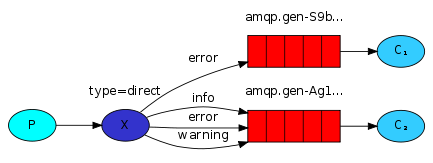 amqp.gen-S9b...
C₁
error
type=direct
amqp.gen-Ag1...
info
P
X
error
C₂
warning